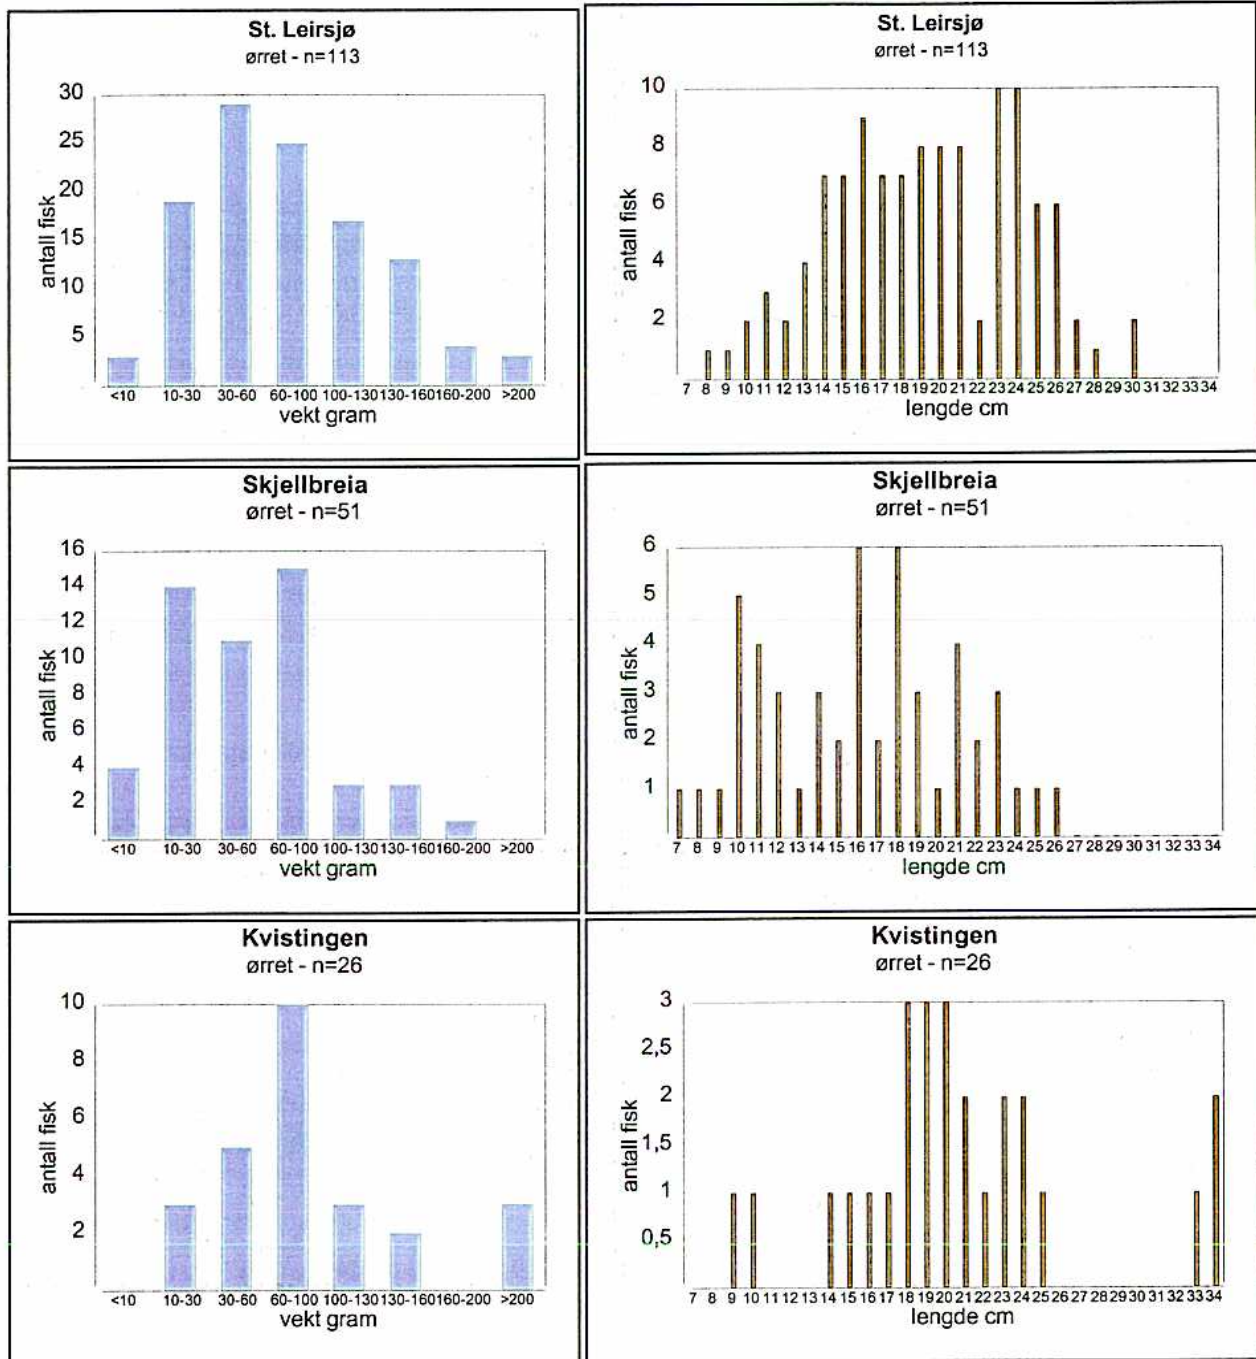 St. Leirsjø
ørret - n=113
30
25
20
15
10
5
antall fisk
<10 10-30 30-60 60-100 100-130 130-160 160-200 >200
vekt gram
St. Leirsjø
ørret - n=113
10
8
6
4
2
antall fisk
7 8 9 10 11 12 13 14 15 16 17 18 19 20 21 22 23 24 25 26 27 28 29 30 31 32 33 34
lengde cm
Skjellbreia
ørret - n=51
16
14
12
10
8
6
4
2
antall fisk
<10 10-30 30-60 60-100 100-130 130-160 160-200 >200
vekt gram
Skjellbreia
ørret - n=51
6
5
4
3
2
1
antall fisk
7 8 9 10 11 12 13 14 15 16 17 18 19 20 21 22 23 24 25 26 27 28 29 30 31 32 33 34
lengde cm
Kvistingen
ørret - n=26
10
8
6
4
2
antall fisk
<10 10-30 30-60 60-100 100-130 130-160 160-200 >200
vekt gram
Kvistingen
ørret - n=26
3
2,5
2
1,5
1
0,5
antall fisk
7 8 9 10 11 12 13 14 15 16 17 18 19 20 21 22 23 24 25 26 27 28 29 30 31 32 33 34
lengde cm